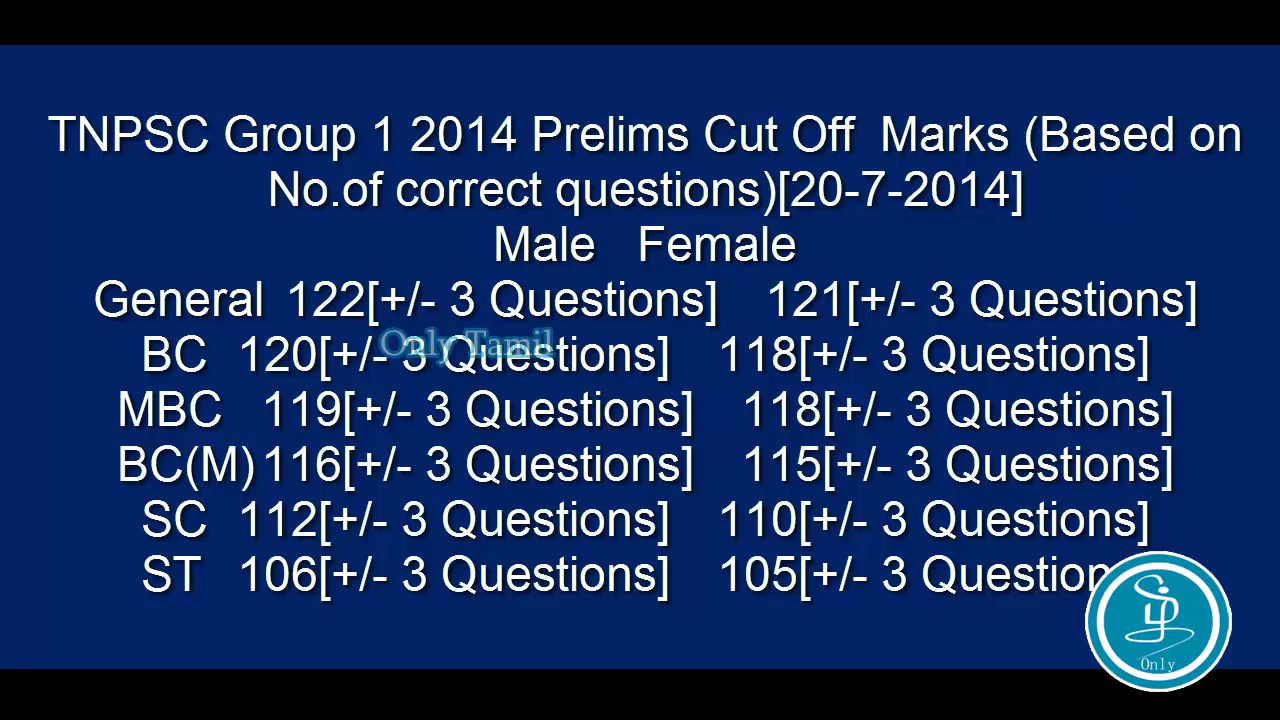 TNPSC Group 1 2014 Prelims Cut Off Marks (Based on
No.of correct questions)[20-7-2014]
Male Female
General 122[+/- 3 Questions] 121[+/- 3 Questions]
Only Tamil
BC 120[+/- 3 Questions] 118[+/- 3 Questions]
MBC 119[+/- 3 Questions] 118[+/- 3 Questions]
BC(M) 116[+/- 3 Questions] 115[+/- 3 Questions]
SC 112[+/- 3 Questions] 110[+/- 3 Questions]
ST 106[+/- 3 Questions] 105[+/- 3 Question
Only